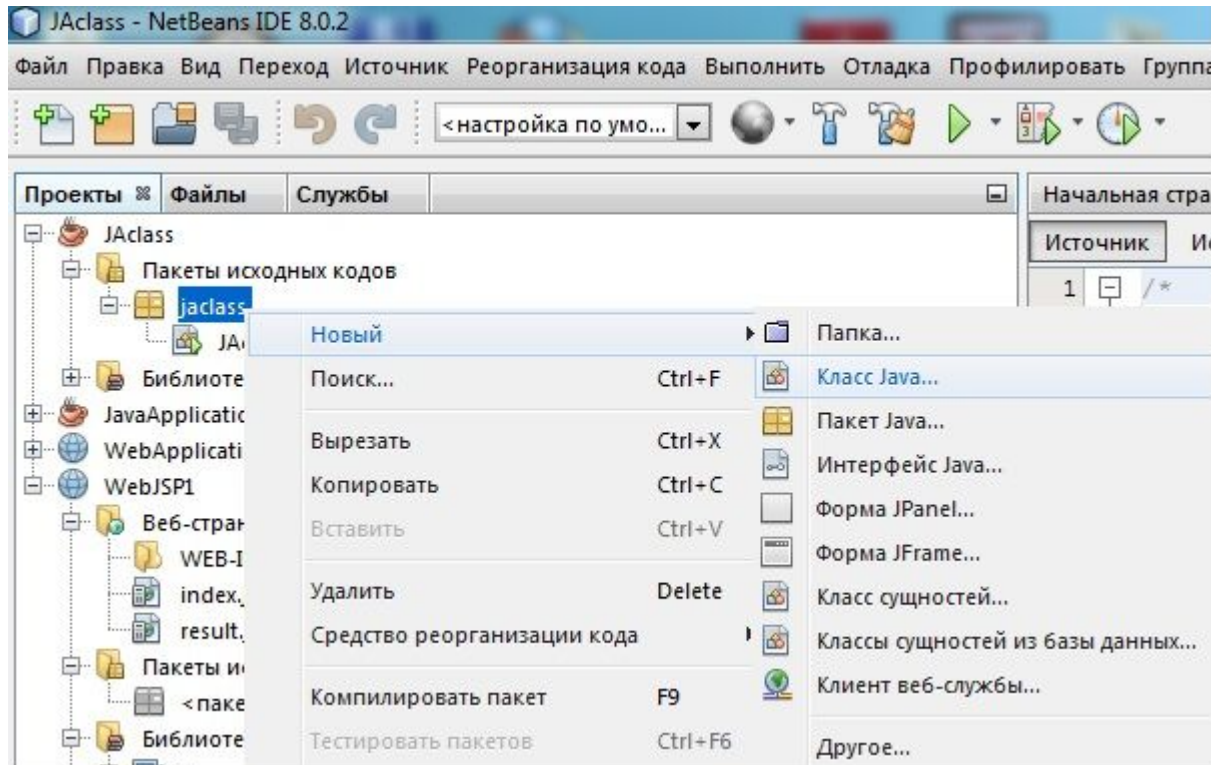 JAclass - NetBeans IDE 8.0.2
Файл Правка Вид Переход Источник Реорганизация кода Выполнить Отладка Профилировать Группа
<настройка по умо...
Проекты Файлы Службы
Начальная стра
JAclass
Источник Ис
Пакеты исходных кодов
1 /*
jaclass
Новый
Папка...
JA
Класс Java...
Библиоте
Поиск... Ctrl+F
JavaApplicatio
Пакет Java...
WebApplicati
Вырезать Ctrl+X
Интерфейс Java...
WebJSP1
Копировать Ctrl+C
Форма JPanel...
Веб-стран
Вставить Ctrl+V
Форма JFrame...
WEB-I
index.
Удалить Delete
Класс сущностей...
result.
Средство реорганизации кода
Классы сущностей из базы данных...
Пакеты ис
Клиент веб-службы...
<паке
Компилировать пакет F9
Библиоте
Тестировать пакетов Ctrl+F6
Другое...